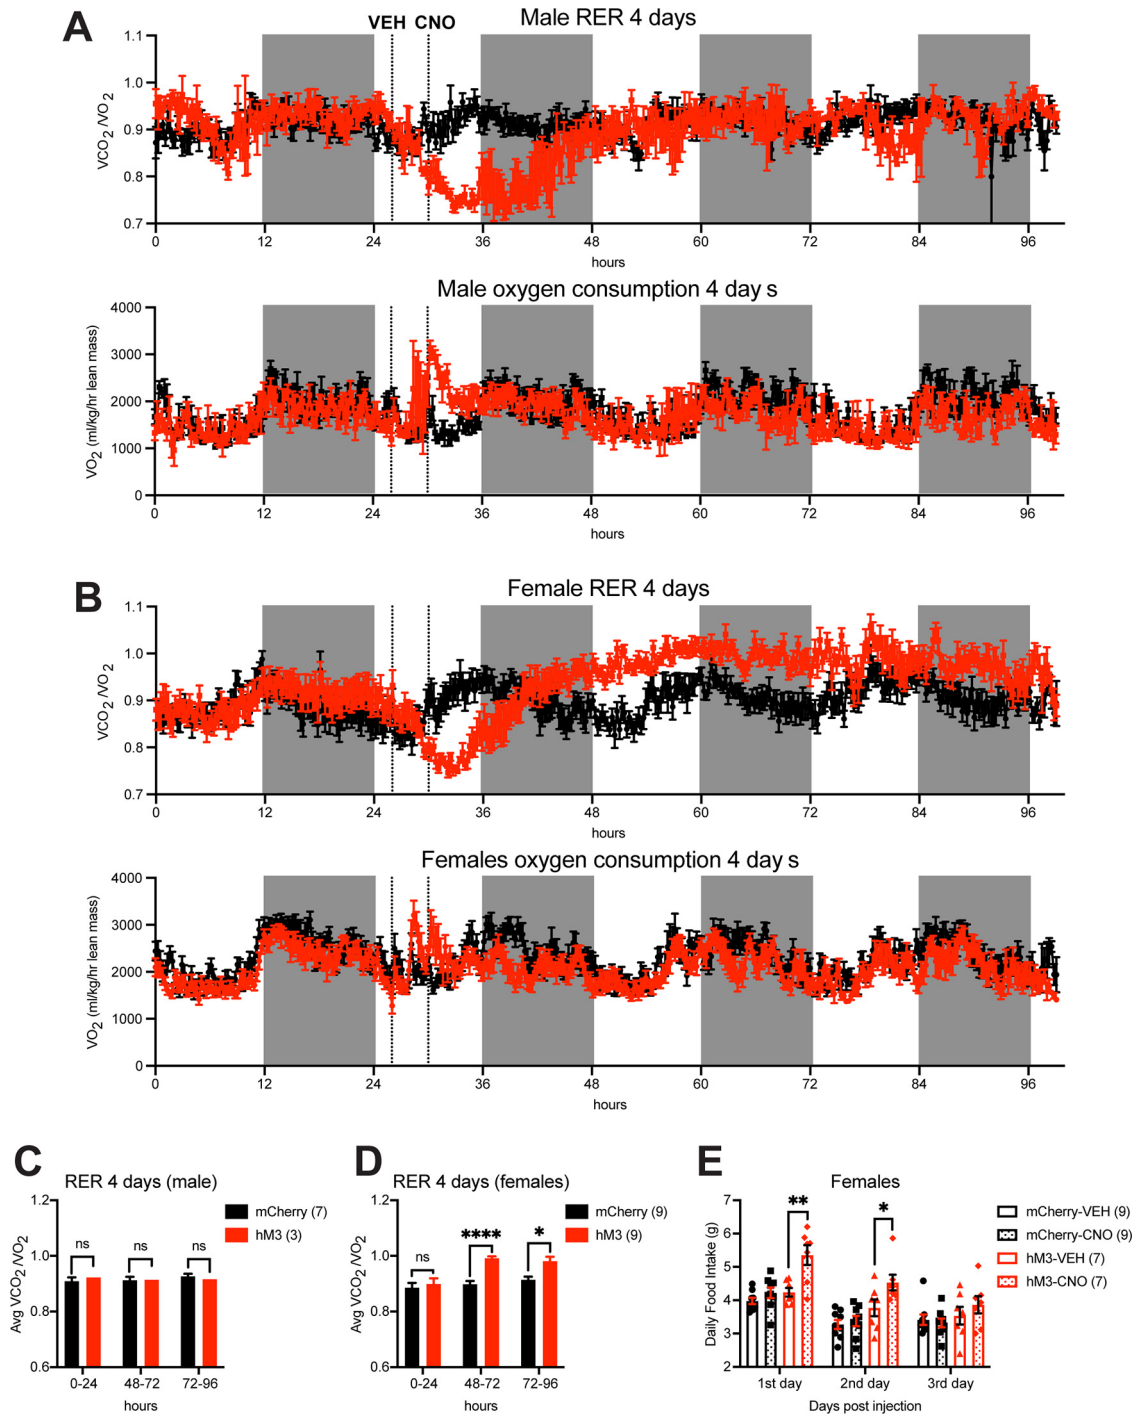 A
VEH CNO
Male RER 4 days
VCO2 /VO2
1.1
1.0
0.9
0.8
0.7
0 12 24 36 48 60 72 84 96
hours
Male oxygen consumption 4 day s
VO2 (ml/kg/hr lean mass)
4000
3000
2000
1000
0
0 12 24 36 48 60 72 84 96
hours
B
Female RER 4 days
VCO2 /VO2
1.1
1.0
0.9
0.8
0.7
0 12 24 36 48 60 72 84 96
hours
Females oxygen consumption 4 day s
VO2 (ml/kg/hr lean mass)
4000
3000
2000
1000
0
0 12 24 36 48 60 72 84 96
hours
C
RER 4 days (male)
Avg VCO2 /VO2
1.2
1.0
0.8
0.6
ns ns ns
mCherry (7)
hM3 (3)
0-24 48-72 72-96
hours
D
RER 4 days (females)
Avg VCO2 /VO2
1.2
1.0
0.8
0.6
ns **** *
mCherry (9)
hM3 (9)
0-24 48-72 72-96
hours
E
Females
Daily Food Intake (g)
7
6
5
4
3
2
** *
mCherry-VEH (9)
mCherry-CNO (9)
hM3-VEH (7)
hM3-CNO (7)
1st day 2nd day 3rd day
Days post injection